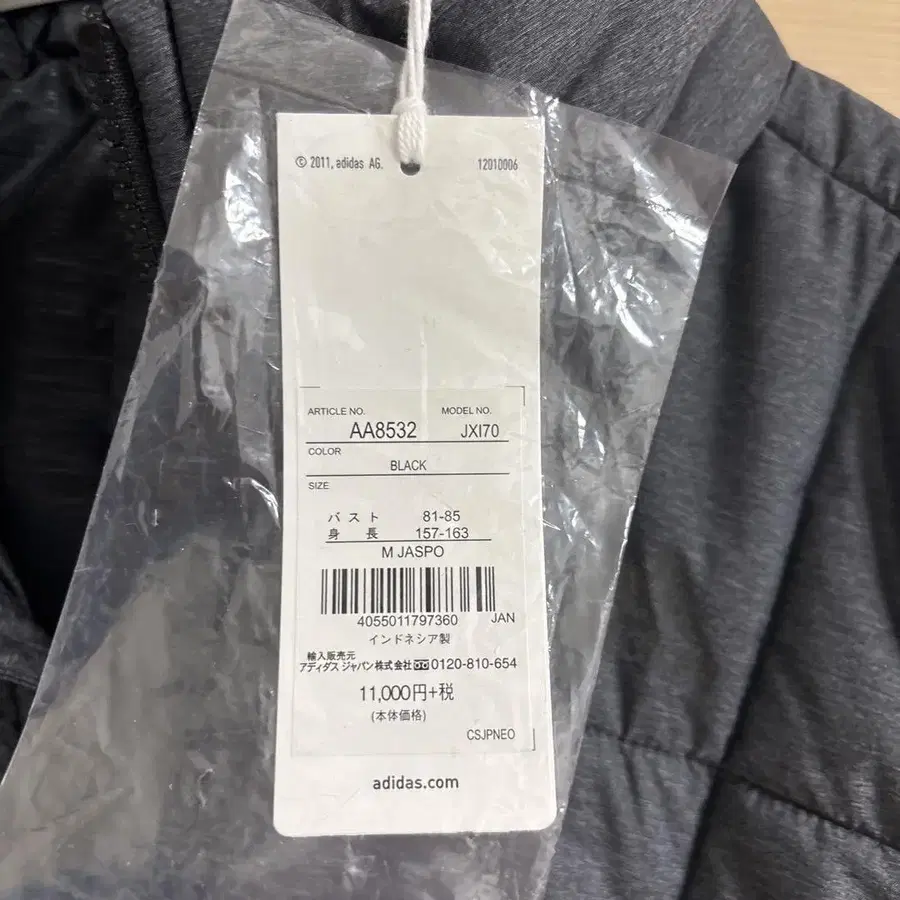 © 2011, adidas AG. 12010006
ARTICLE NO. MODEL NO.
AA8532 JXI70
COLOR
BLACK
SIZE
バスト 81-85
身長 157-163
M JASPO
4055011797360 JAN
インドネシア製
輸入販売元
アディダス ジャパン株式会社 0120-810-654
11,000円+税
(本体価格)
CSJPNEO
adidas.com